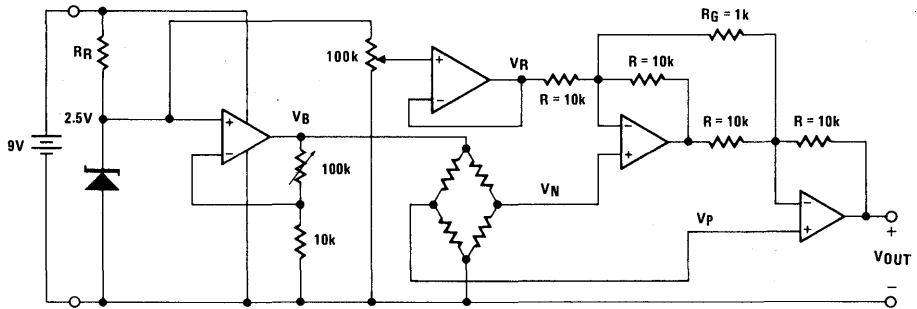 RG = 1k
RR
100k
VR
R = 10k
R = 10k
2.5V
VB
R = 10k
R = 10k
9V
100k
VN
VP
10k
VOUT